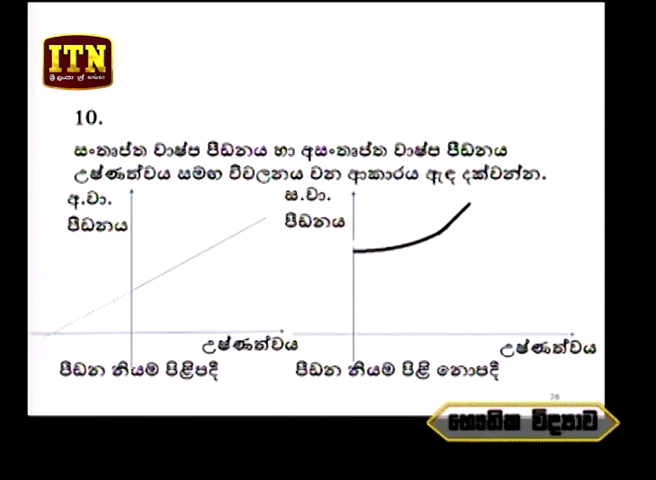 ITN
ශ්‍රී ලංකා
10.
සංතෘප්ත වාෂ්ප පීඩනය හා අසංතෘප්ත වාෂ්ප පීඩනය
උෂ්ණත්වය සමඟ විචලනය වන ආකාරය ඇඳ දක්වන්න.
අ.වා.
පීඩනය
ස.වා.
පීඩනය
උෂ්ණත්වය
උෂ්ණත්වය
පීඩන නියම පිළිපදී
පීඩන නියම පිළි නොපදී
28
භෞතික විද්‍යාව